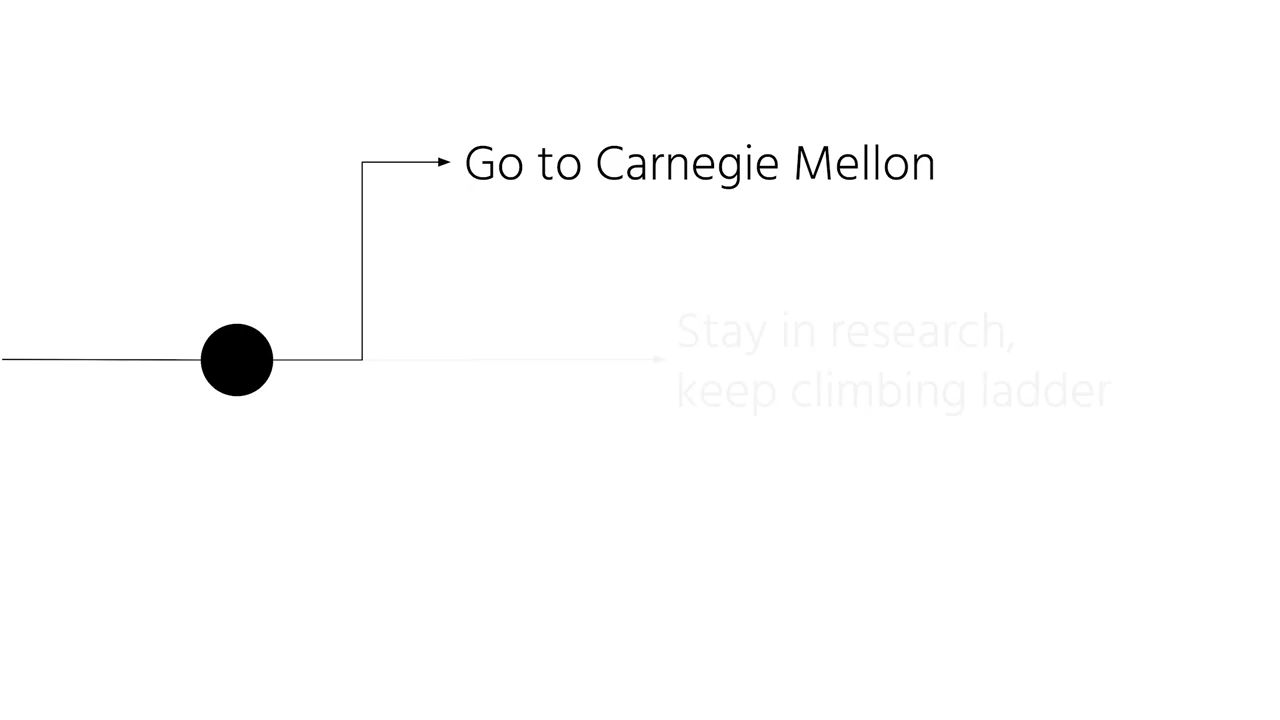 Go to Carnegie Mellon
Stay in research,
keep climbing ladder